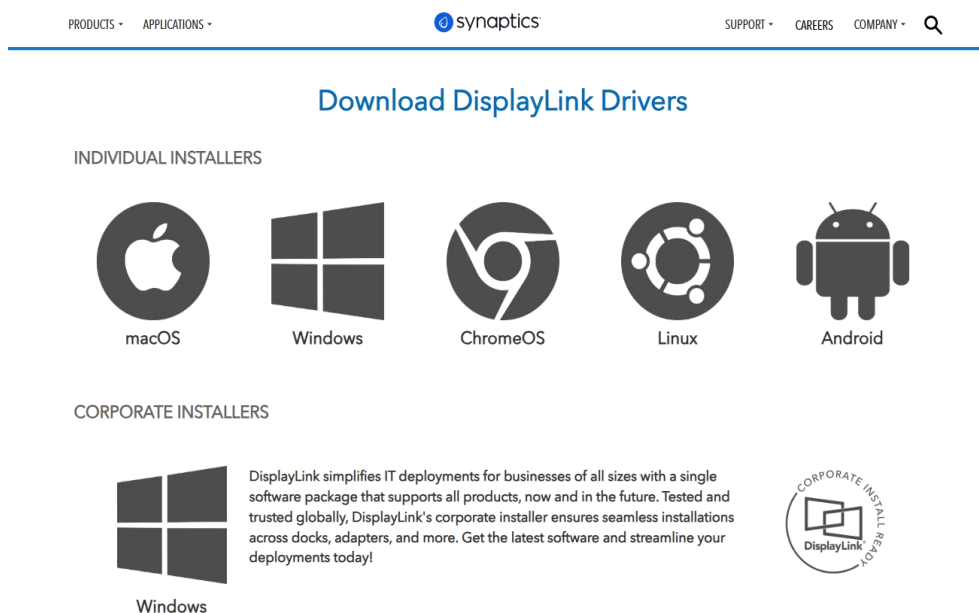 PRODUCTS
APPLICATIONS
synaptics
SUPPORT
CAREERS
COMPANY
Download DisplayLink Drivers
INDIVIDUAL INSTALLERS
macOS
Windows
ChromeOS
Linux
Android
CORPORATE INSTALLERS
DisplayLink simplifies IT deployments for businesses of all sizes with a single
software package that supports all products, now and in the future. Tested and
trusted globally, DisplayLink's corporate installer ensures seamless installations
across docks, adapters, and more. Get the latest software and streamline your
deployments today!
CORPORATE INSTALL READY
DisplayLink
Windows